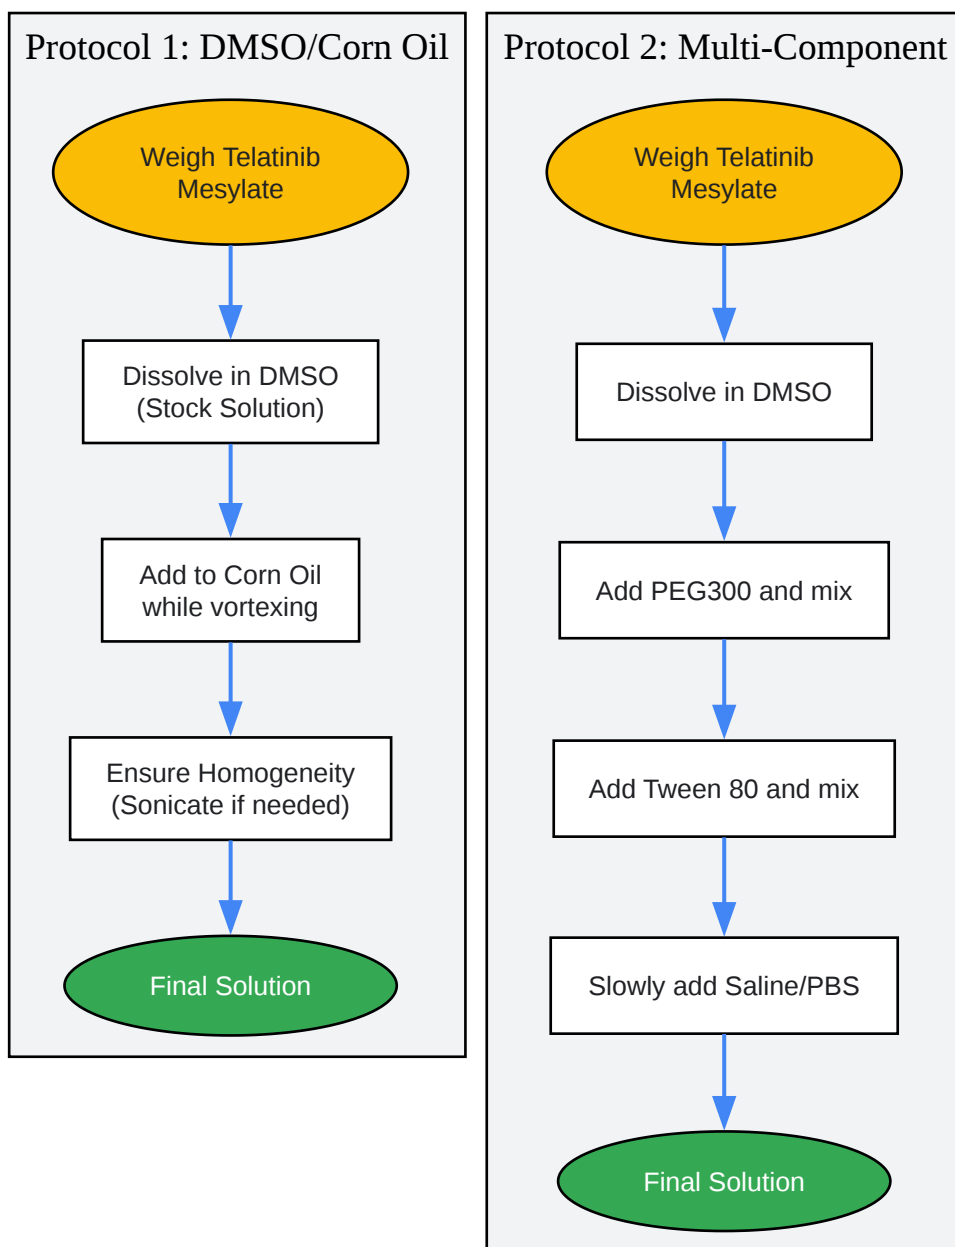 Protocol 1: DMSO/Corn Oil
Weigh Telatinib
Mesylate
Dissolve in DMSO
(Stock Solution)
Add to Corn Oil
while vortexing
Ensure Homogeneity
(Sonicate if needed)
Final Solution
Protocol 2: Multi-Component
Weigh Telatinib
Mesylate
Dissolve in DMSO
Add PEG300 and mix
Add Tween 80 and mix
Slowly add Saline/PBS
Final Solution